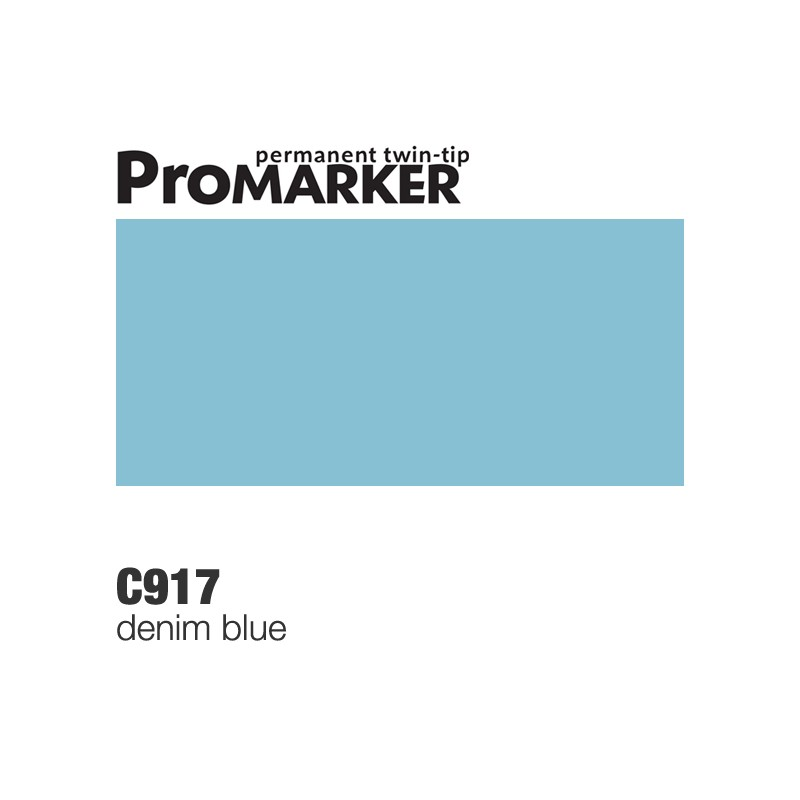 permanent twin-tip
ProMARKER
C917
denim blue